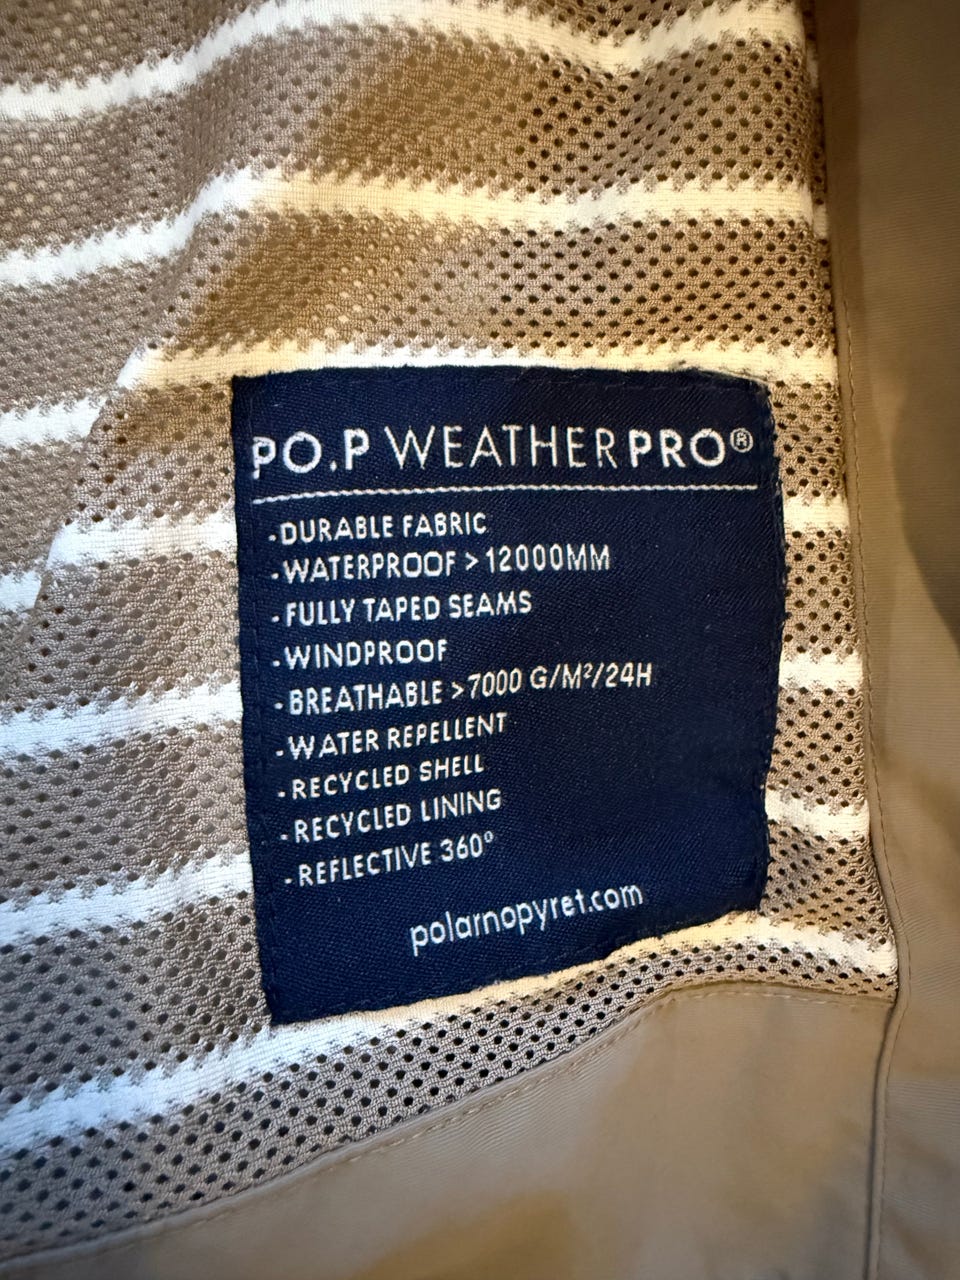 PO.P WEATHERPRO®
-DURABLE FABRIC
-WATERPROOF > 12000MM
-FULLY TAPED SEAMS
-WINDPROOF
-BREATHABLE >7000 G/M²/24H
-WATER REPELLENT
-RECYCLED SHELL
-RECYCLED LINING
-REFLECTIVE 360°
polarnopyret.com